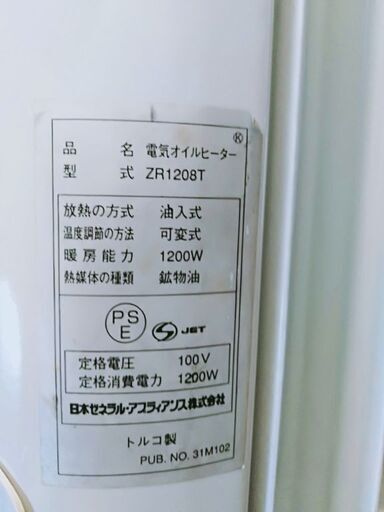 Ⓚ
品 名 電気オイルヒーター
型 式 ZR1208T
放熱の方式 油入式
温度調節の方法 可変式
暖房能力 1200W
熱媒体の種類 鉱物油
PS
E
S JET
定格電圧 100V
定格消費電力 1200W
日本ゼネラル・アプライアンス株式会社
トルコ製
PUB. NO. 31M102